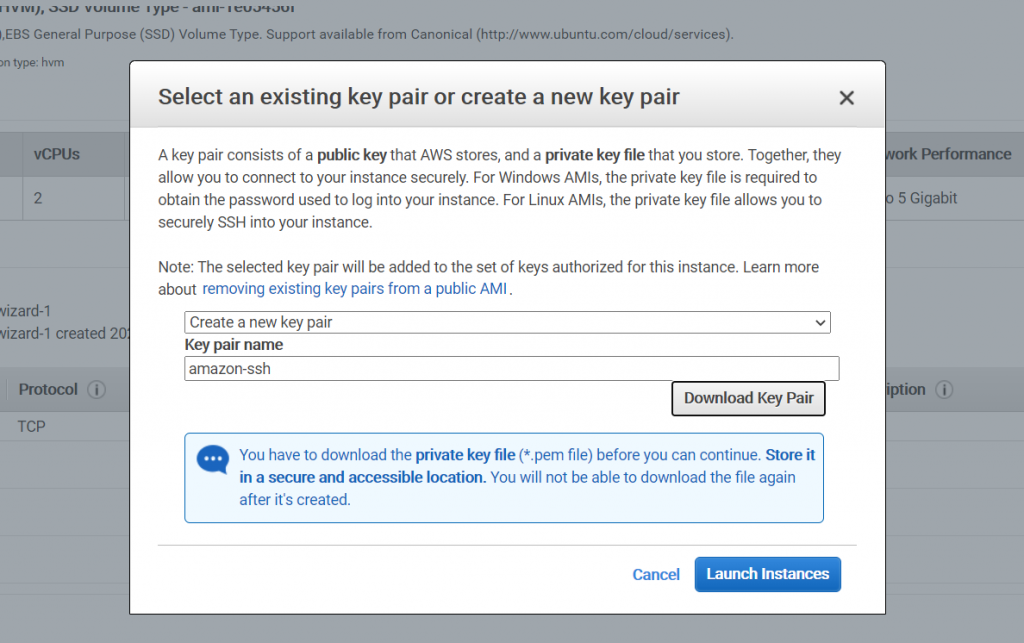 HVM), SSD Volume Type - ami-
),EBS General Purpose (SSD) Volume Type. Support available from Canonical (http://www.ubuntu.com/cloud/services).
on type: hvm
Select an existing key pair or create a new key pair
A key pair consists of a public key that AWS stores, and a private key file that you store. Together, they
allow you to connect to your instance securely. For Windows AMIs, the private key file is required to
obtain the password used to log into your instance. For Linux AMIs, the private key file allows you to
securely SSH into your instance.
vCPUs
work Performance
2
o 5 Gigabit
Note: The selected key pair will be added to the set of keys authorized for this instance. Learn more
about removing existing key pairs from a public AMI.
wizard-1
wizard-1 created 202
Create a new key pair
Key pair name
amazon-ssh
Download Key Pair
Protocol
iption
TCP
You have to download the private key file (*.pem file) before you can continue. Store it
in a secure and accessible location. You will not be able to download the file again
after it's created.
Cancel
Launch Instances